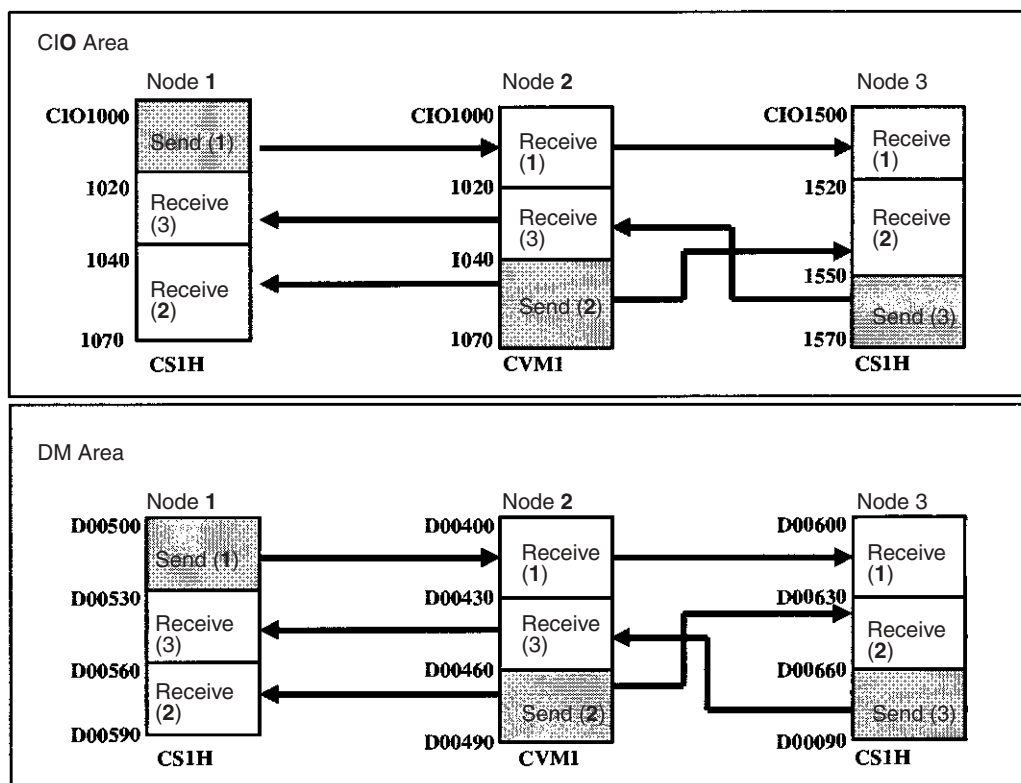 CIO Area
Node 1
Node 2
Node 3
C1O1000
Send (1)
1020
Receive
(3)
1040
Receive
(2)
1070
CS1H
CIO1000
Receive
(1)
1020
Receive
(3)
1040
Send (2)
1070
CVM1
CIO1500
Receive
(1)
1520
Receive
(2)
1550
Send (3)
1570
CS1H
DM Area
Node 1
Node 2
Node 3
D00500
Send (1)
D00530
Receive
(3)
D00560
Receive
(2)
D00590
CS1H
D00400
Receive
(1)
D00430
Receive
(3)
D00460
Send (2)
D00490
CVM1
D00600
Receive
(1)
D00630
Receive
(2)
D00660
Send (3)
D00090
CS1H